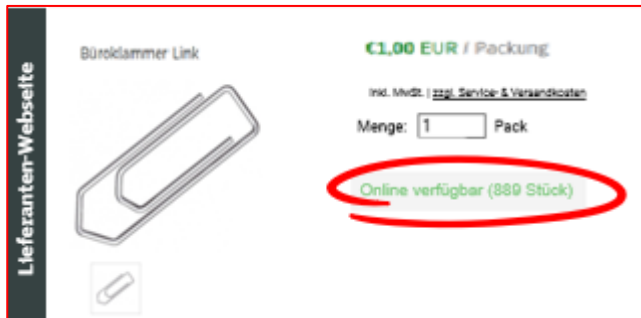 Lieferanten-Webseite
Büroklammer Link
€1,00 EUR / Packung
Inkl. MwSt. | zzgl. Service- & Versandkosten
Menge: 1 Pack
Online verfügbar (889 Stück)